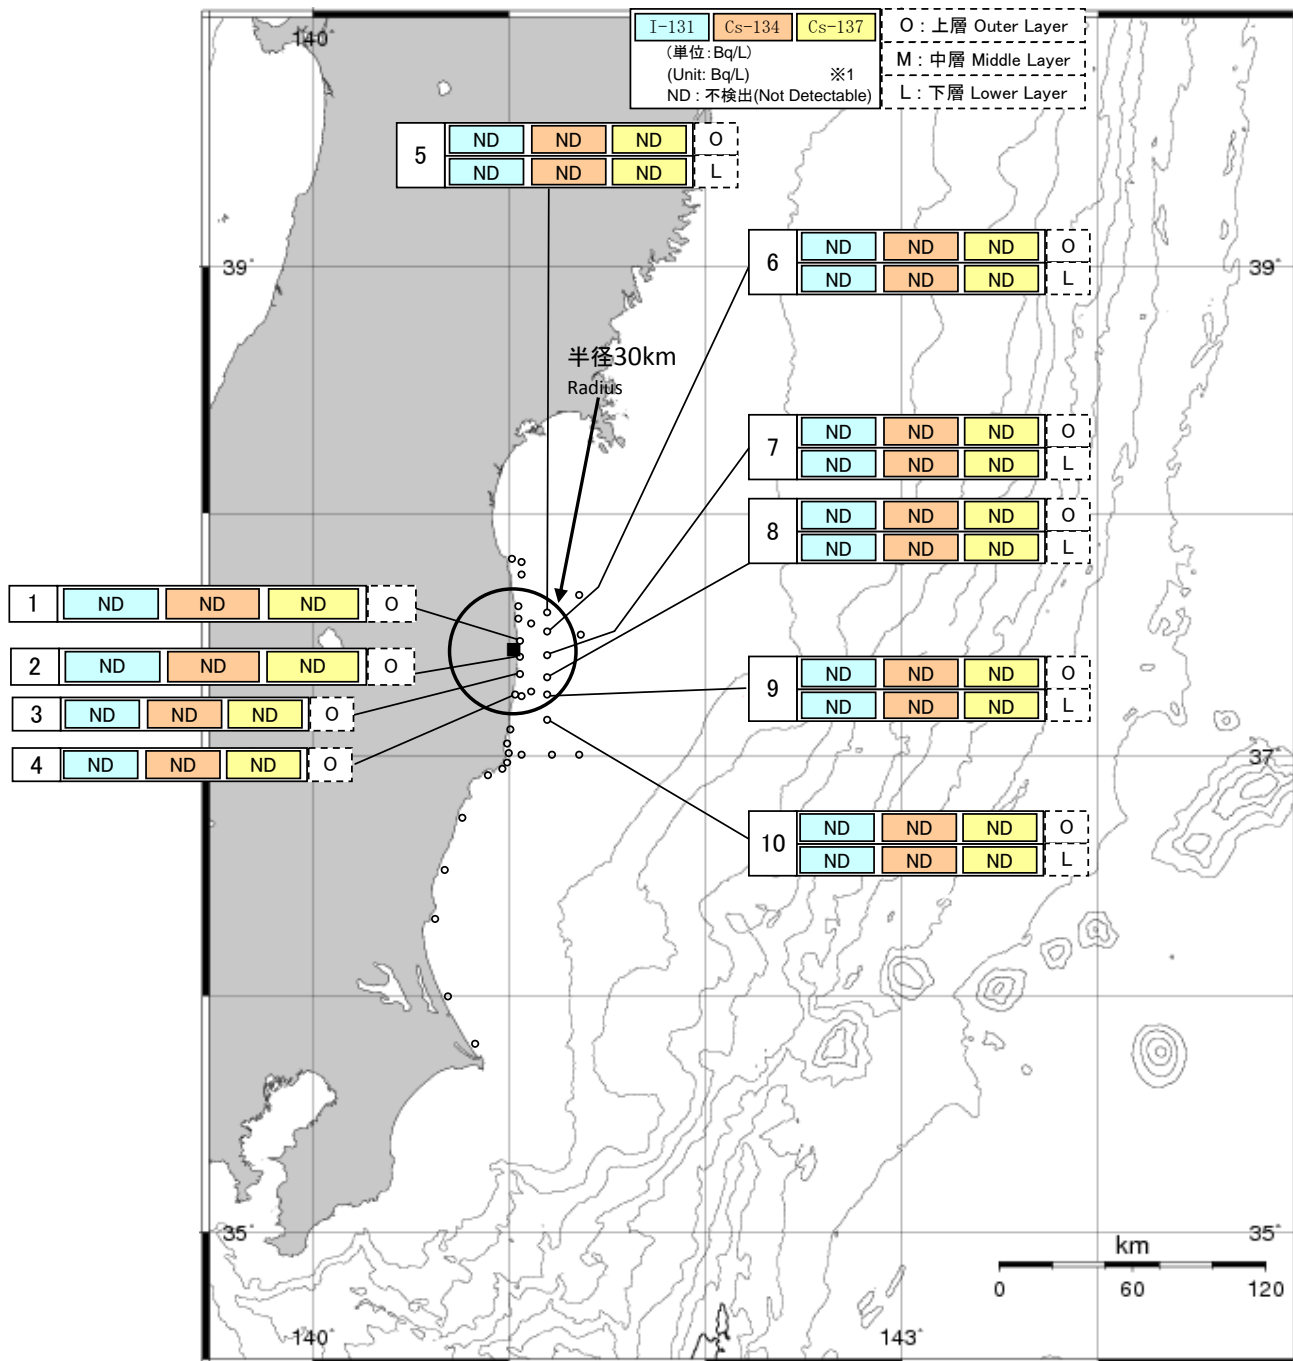 140°
I-131 Cs-134 Cs-137
(単位:Bq/L)
(Unit: Bq/L) ※1
ND : 不検出(Not Detectable)
O : 上層 Outer Layer
M : 中層 Middle Layer
L : 下層 Lower Layer
5 ND ND ND O
ND ND ND L
6 ND ND ND O
ND ND ND L
39° 39°
半径30km
Radius
7 ND ND ND O
ND ND ND L
8 ND ND ND O
ND ND ND L
1 ND ND ND O
2 ND ND ND O
3 ND ND ND O
4 ND ND ND O
9 ND ND ND O
ND ND ND L
37°
10 ND ND ND O
ND ND ND L
35° 35°
km
0 60 120
140° 143°